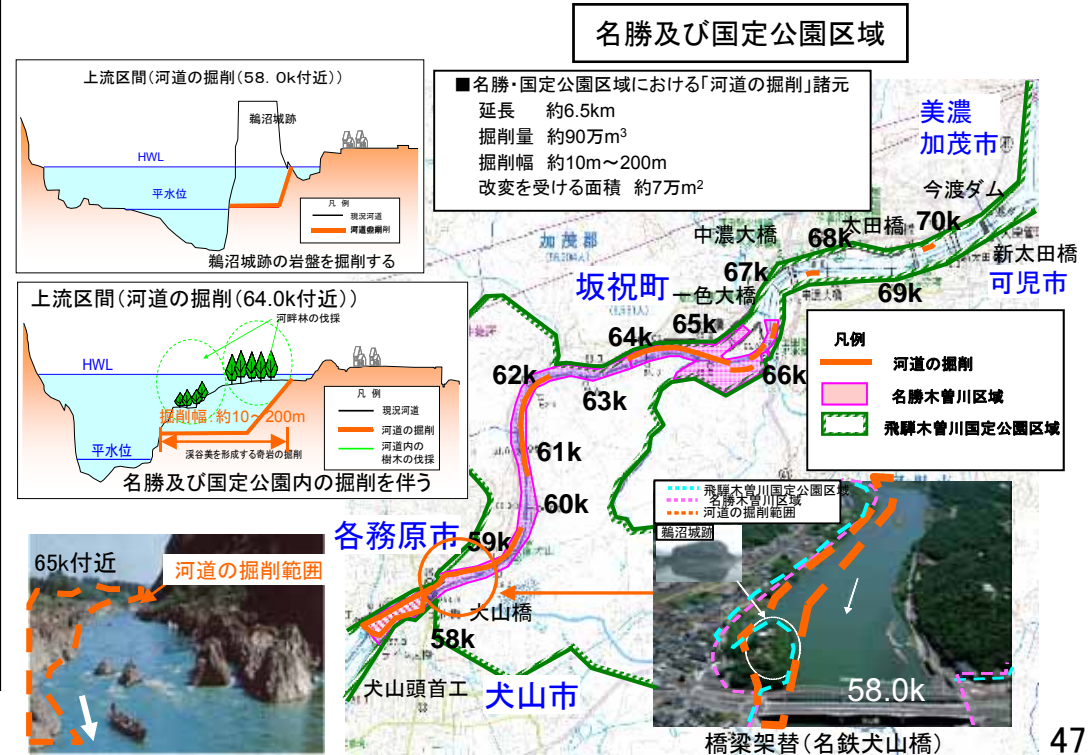 名勝及び国定公園区域
上流区間(河道の掘削(58.0k付近))
鵜沼城跡
HWL
平水位
凡 例
現況河道
河道の掘削
鵜沼城跡の岩盤を掘削する
■名勝・国定公園区域における「河道の掘削」諸元
延長 約6.5km
掘削量 約90万m³
掘削幅 約10m～200m
改変を受ける面積 約7万m²
上流区間(河道の掘削(64.0k付近))
河畔林の伐採
HWL
掘削幅:約10～200m
平水位
渓谷美を形成する奇岩の掘削
凡 例
現況河道
河道の掘削
河道内の
樹木の伐採
名勝及び国定公園内の掘削を伴う
美濃
加茂市
今渡ダム
太田橋
70k
中濃大橋
68k
新太田橋
67k
可児市
坂祝町
一色大橋
69k
加茂郡
65k
64k
66k
62k
63k
61k
60k
各務原市
59k
犬山橋
58k
犬山頭首工
犬山市
凡例
河道の掘削
名勝木曽川区域
飛騨木曽川国定公園区域
65k付近
河道の掘削範囲
飛騨木曽川国定公園区域
名勝木曽川区域
河道の掘削範囲
鵜沼城跡
58.0k
橋梁架替(名鉄犬山橋)
47